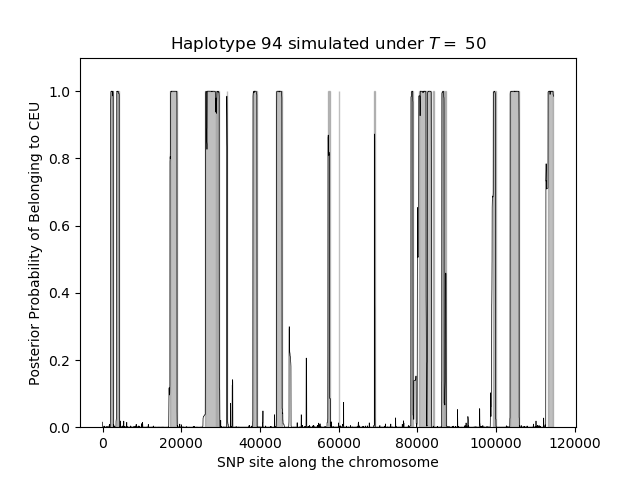 Haplotype 94 simulated under T = 50
Posterior Probability of Belonging to CEU
1.0
0.8
0.6
0.4
0.2
0.0
0 20000 40000 60000 80000 100000 120000
SNP site along the chromosome